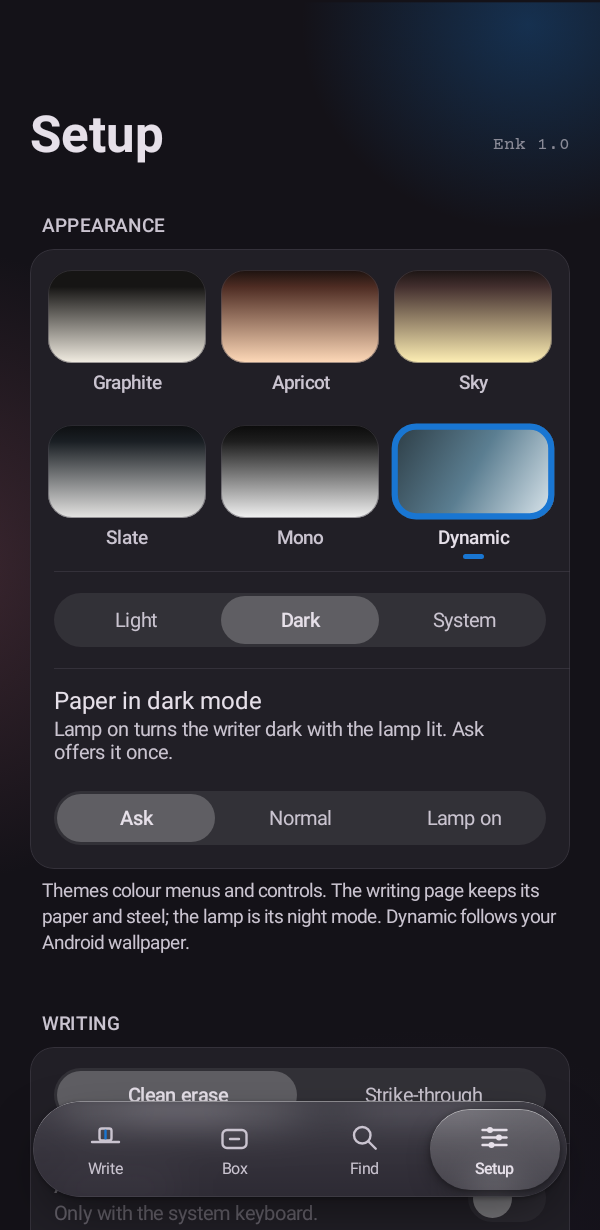 Setup
Enk 1.0
APPEARANCE
Graphite
Apricot
Sky
Slate
Mono
Dynamic
Light
Dark
System
Paper in dark mode
Lamp on turns the writer dark with the lamp lit. Ask
offers it once.
Ask
Normal
Lamp on
Themes colour menus and controls. The writing page keeps its
paper and steel; the lamp is its night mode. Dynamic follows your
Android wallpaper.
WRITING
Clean erase
Strike-through
Write
Box
Find
Setup
Only with the system keyboard.